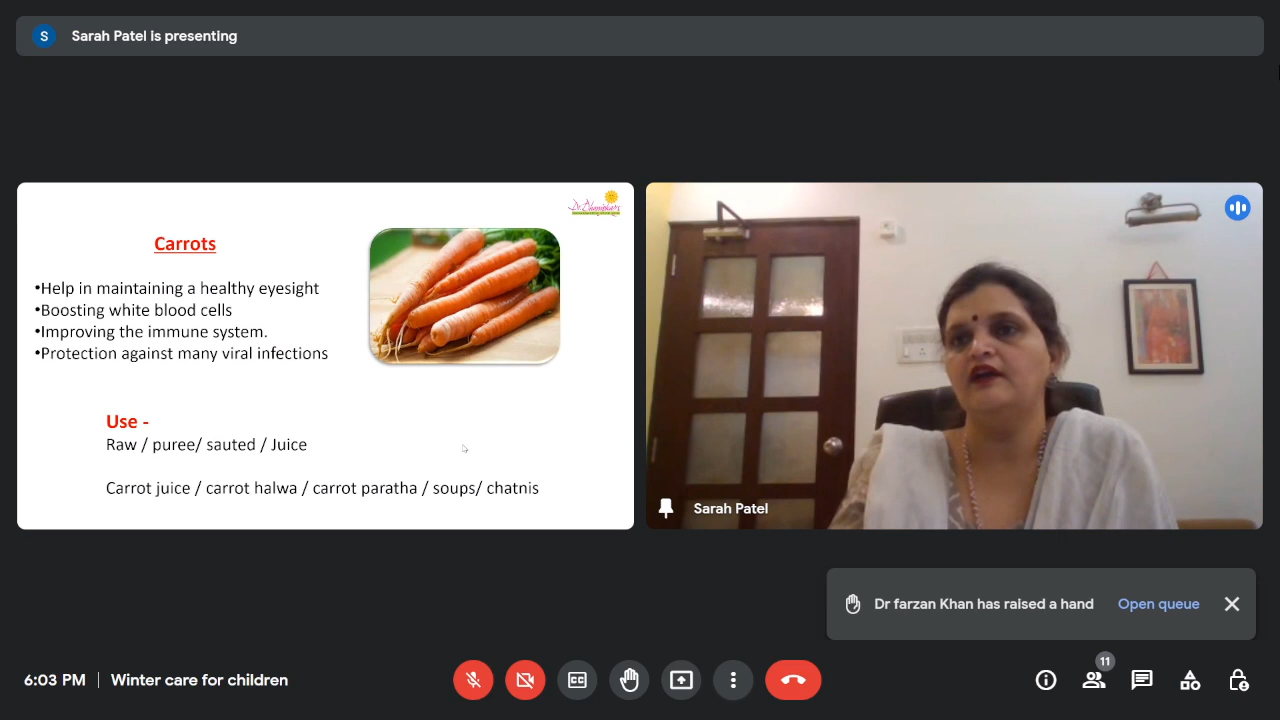 S
Sarah Patel is presenting
Carrots
•Help in maintaining a healthy eyesight
•Boosting white blood cells
•Improving the immune system.
•Protection against many viral infections
Use -
Raw / puree/ sauted / Juice
Carrot juice / carrot halwa / carrot paratha / soups/ chatnis
Sarah Patel
Dr farzan Khan has raised a hand
Open queue
6:03 PM | Winter care for children
CC
11